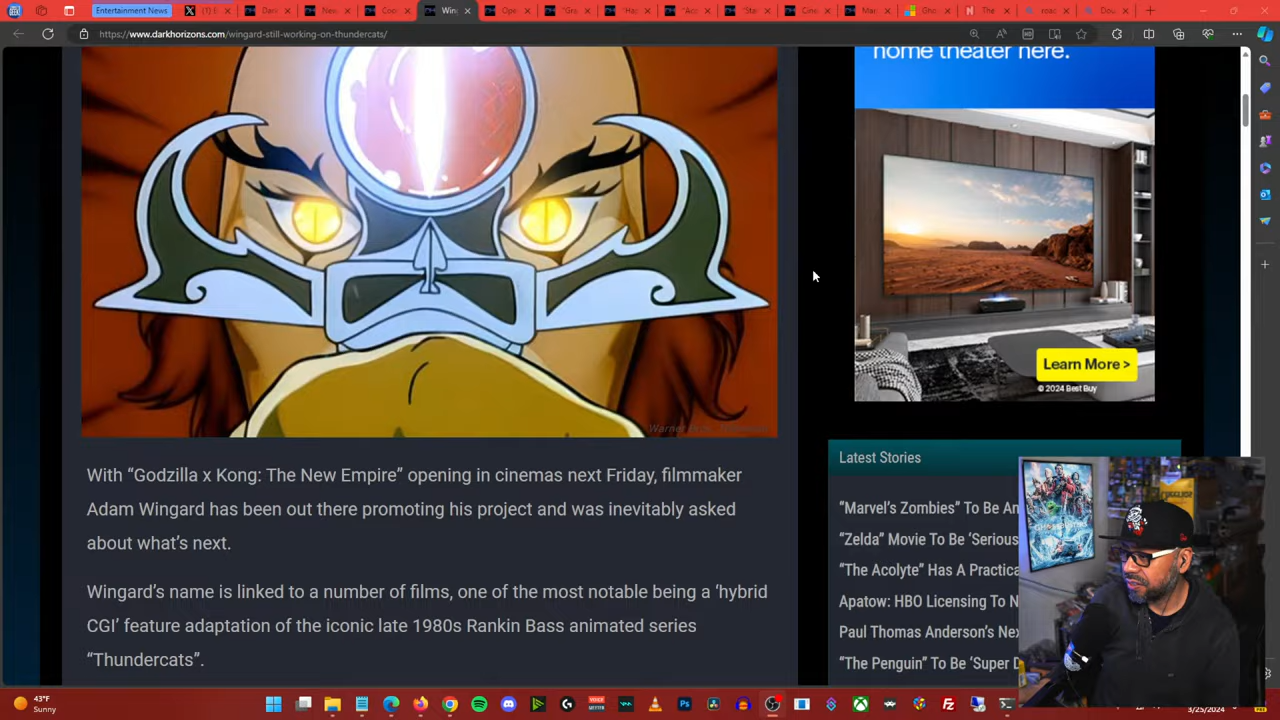 Entertainment News
https://www.darkhorizons.com/wingard-still-working-on-thundercats/
home theater here.
Learn More >
© 2024 Best Buy
With “Godzilla x Kong: The New Empire” opening in cinemas next Friday, filmmaker
Adam Wingard has been out there promoting his project and was inevitably asked
about what’s next.
Wingard’s name is linked to a number of films, one of the most notable being a ‘hybrid
CGI’ feature adaptation of the iconic late 1980s Rankin Bass animated series
“Thundercats”.
Latest Stories
“Marvel’s Zombies” To Be An
“Zelda” Movie To Be ‘Serious
“The Acolyte” Has A Practica
Apatow: HBO Licensing To N
Paul Thomas Anderson’s Nex
“The Penguin” To Be ‘Super D
43°F
Sunny
3/25/2024